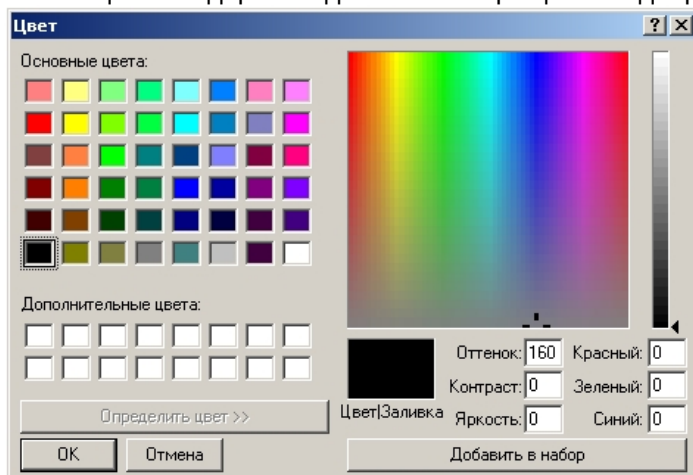 Цвет
Основные цвета:
Дополнительные цвета:
Определить цвет >>
OK Отмена
Цвет|Заливка
Оттенок: 160 Красный: 0
Контраст: 0 Зеленый: 0
Яркость: 0 Синий: 0
Добавить в набор